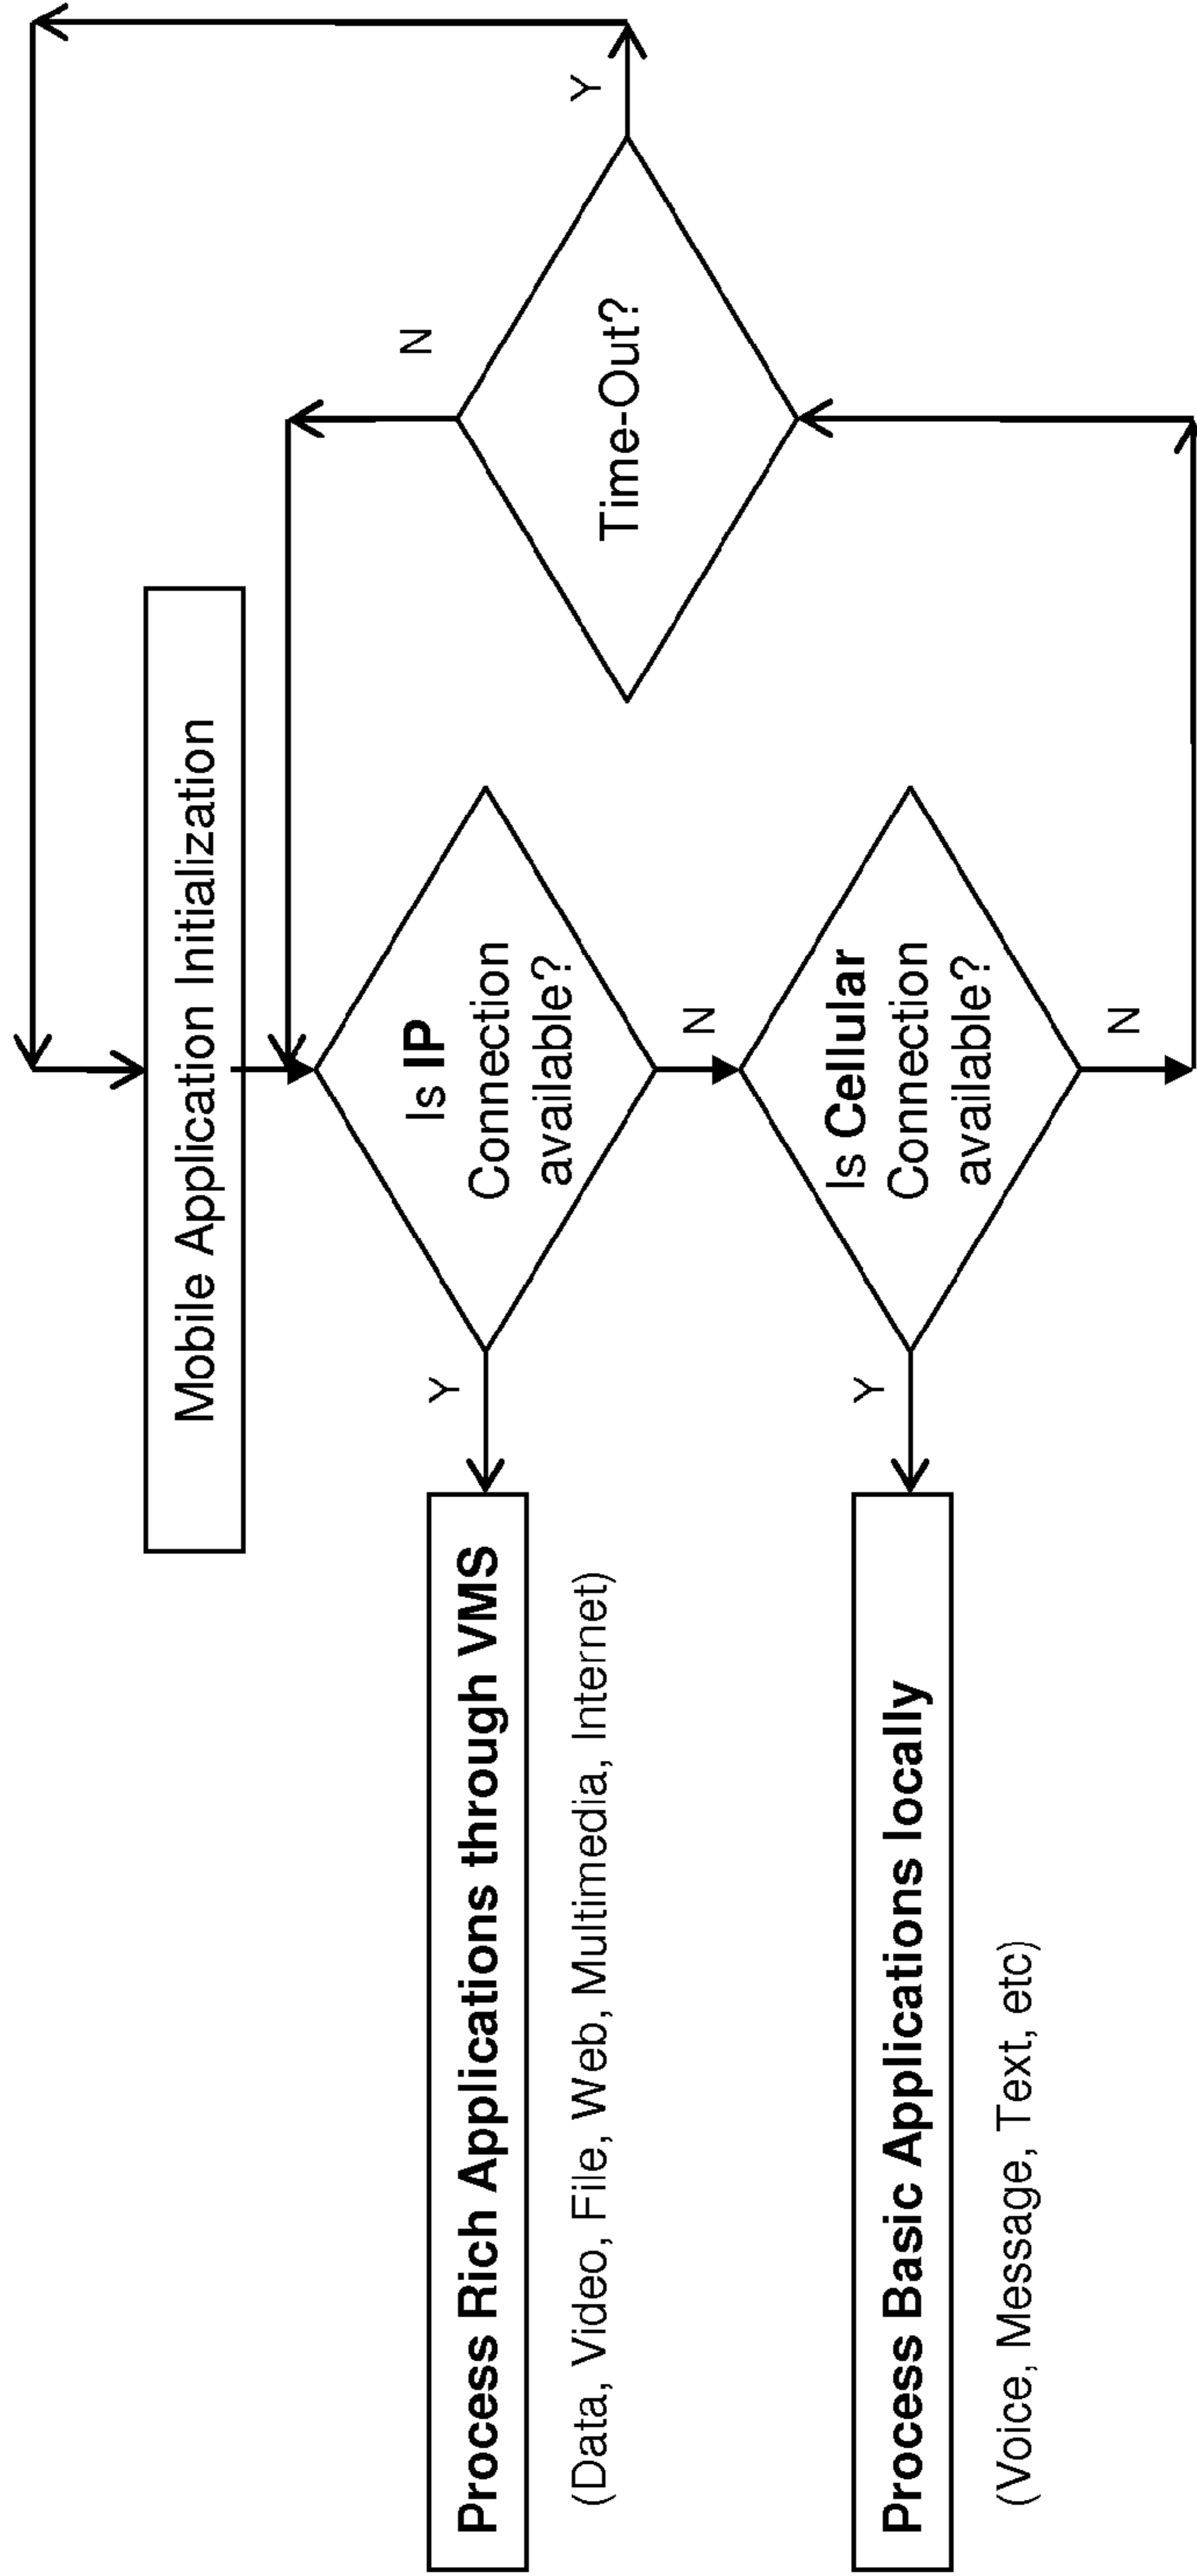 Mobile Application Initialization
Is IP
Connection
available?
Y
N
Process Rich Applications through VMS
(Data, Video, File, Web, Multimedia, Internet)
Is Cellular
Connection
available?
Y
N
Process Basic Applications locally
(Voice, Message, Text, etc)
Time-Out?
N
Y